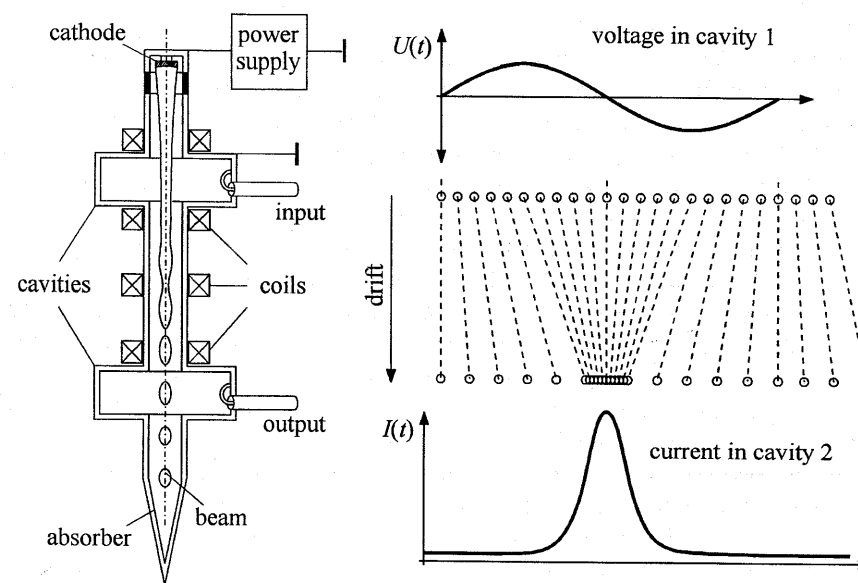 cathode
power
supply
input
cavities
coils
output
beam
absorber
U(t)
voltage in cavity 1
drift
I(t)
current in cavity 2